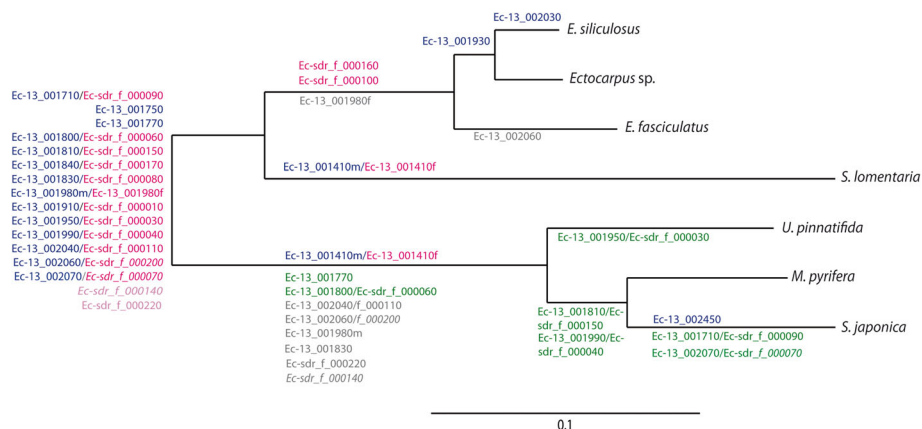 Ec-13_002030
E. siliculosus
Ec-13_001930
Ectocarpus sp.
Ec-sdr_f_000160
Ec-sdr_f_000100
Ec-13_001980f
E. fasciculatus
Ec-13_002060
Ec-13_001710/Ec-sdr_f_000090
Ec-13_001750
Ec-13_001770
Ec-13_001800/Ec-sdr_f_000060
Ec-13_001810/Ec-sdr_f_000150
Ec-13_001840/Ec-sdr_f_000170
Ec-13_001830/Ec-sdr_f_000080
Ec-13_001980m/Ec-13_001980f
Ec-13_001910/Ec-sdr_f_000010
Ec-13_001950/Ec-sdr_f_000030
Ec-13_001990/Ec-sdr_f_000040
Ec-13_002040/Ec-sdr_f_000110
Ec-13_002060/Ec-sdr_f_000200
Ec-13_002070/Ec-sdr_f_000070
Ec-sdr_f_000140
Ec-sdr_f_000220
Ec-13_001410m/Ec-13_001410f
S. lomentaria
Ec-13_001410m/Ec-13_001410f
Ec-13_001770
Ec-13_001800/Ec-sdr_f_000060
Ec-13_002040/f_000110
Ec-13_002060/f_000200
Ec-13_001980m
Ec-13_001830
Ec-sdr_f_000220
Ec-sdr_f_000140
U. pinnatifida
Ec-13_001950/Ec-sdr_f_000030
M. pyrifera
Ec-13_001810/Ec-
sdr_f_000150
Ec-13_001990/Ec-
sdr_f_000040
Ec-13_002450
S. japonica
Ec-13_001710/Ec-sdr_f_000090
Ec-13_002070/Ec-sdr_f_000070
0.1